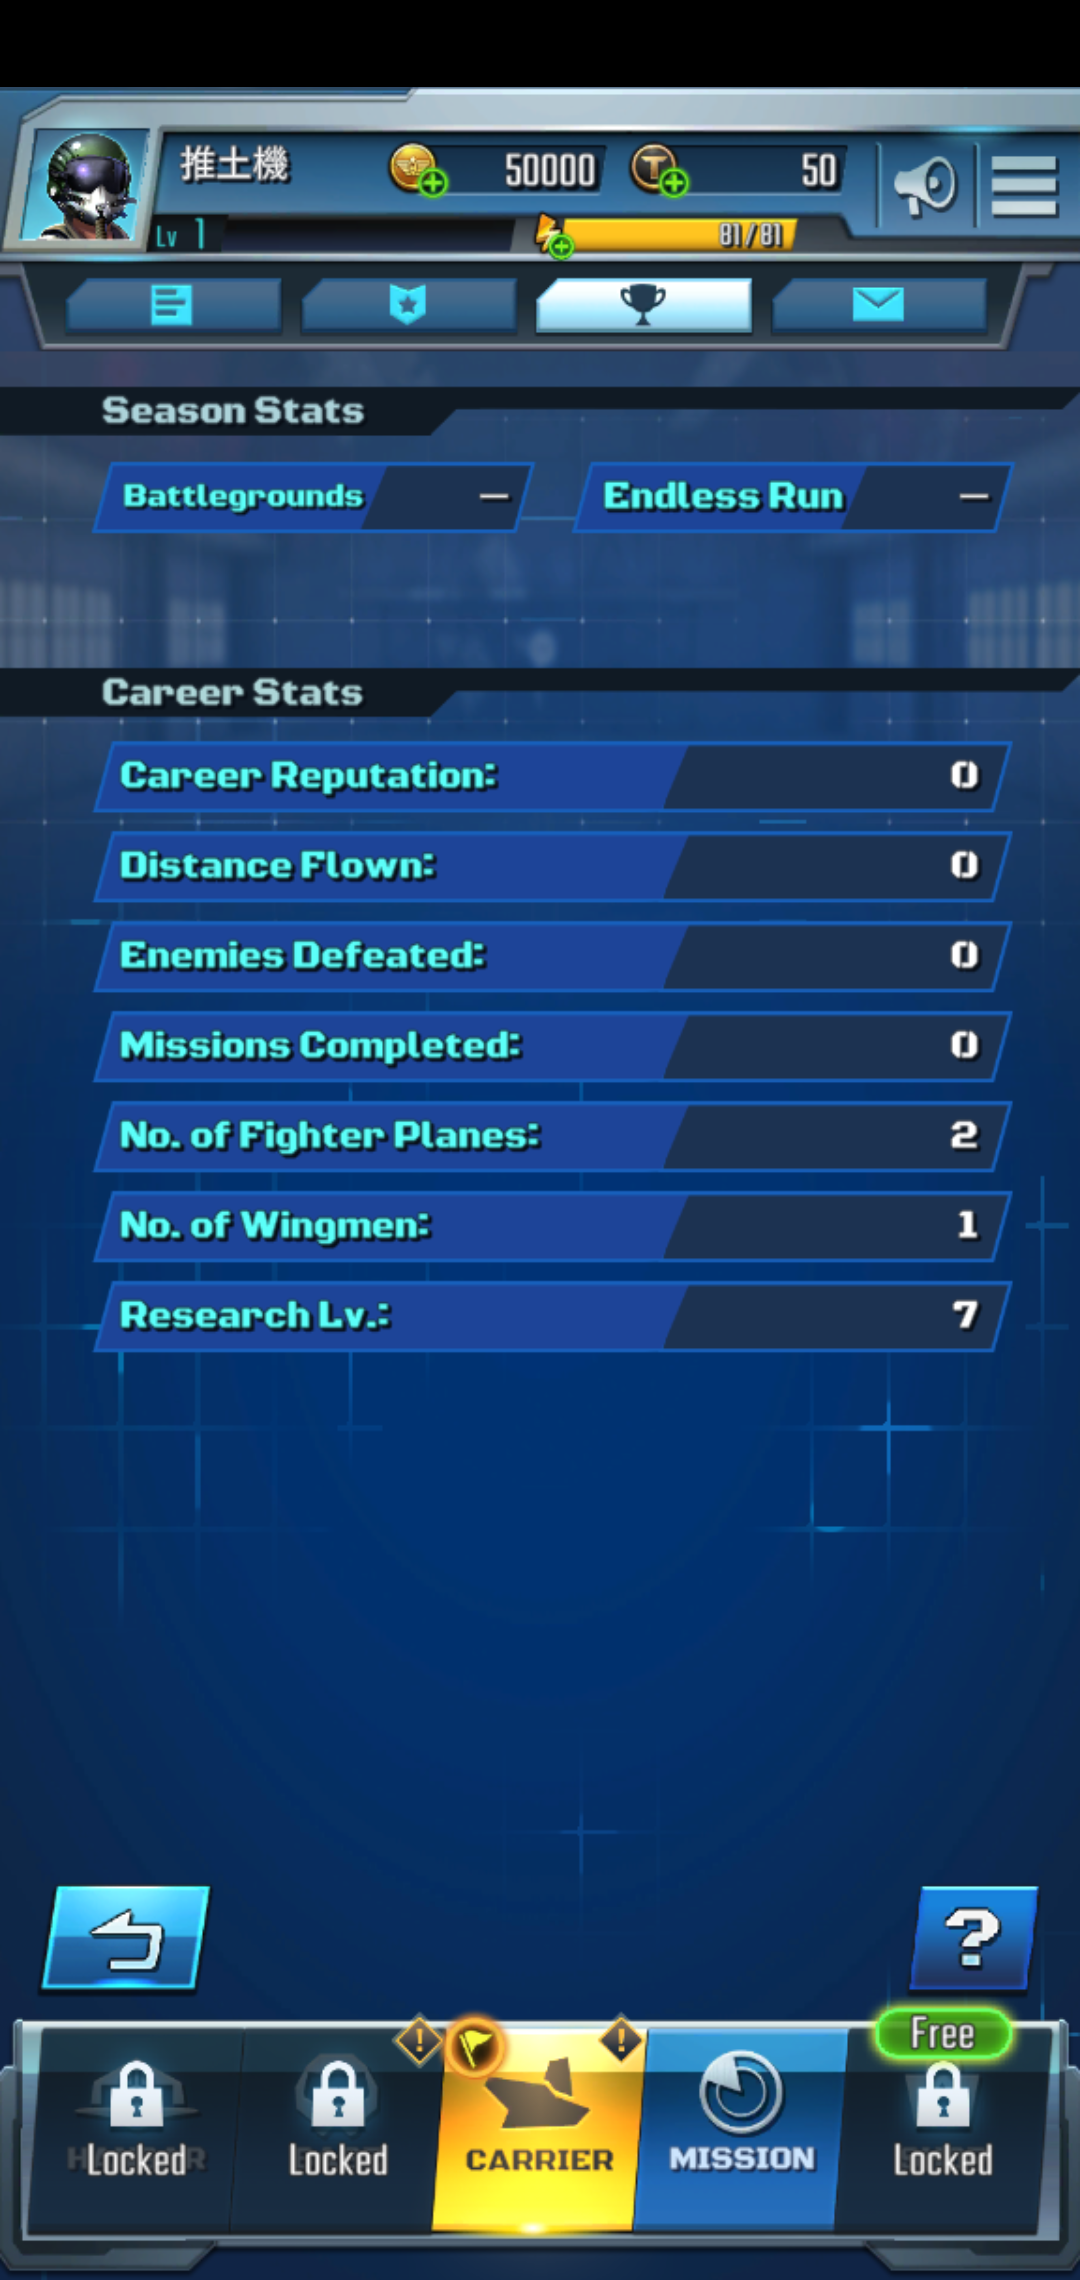 推土機
50000
50
Lv 1
81/81
Season Stats
Battlegrounds —
Endless Run —
Career Stats
Career Reputation: 0
Distance Flown: 0
Enemies Defeated: 0
Missions Completed: 0
No. of Fighter Planes: 2
No. of Wingmen: 1
Research Lv.: 7
Free
Locked
Locked
CARRIER
MISSION
Locked